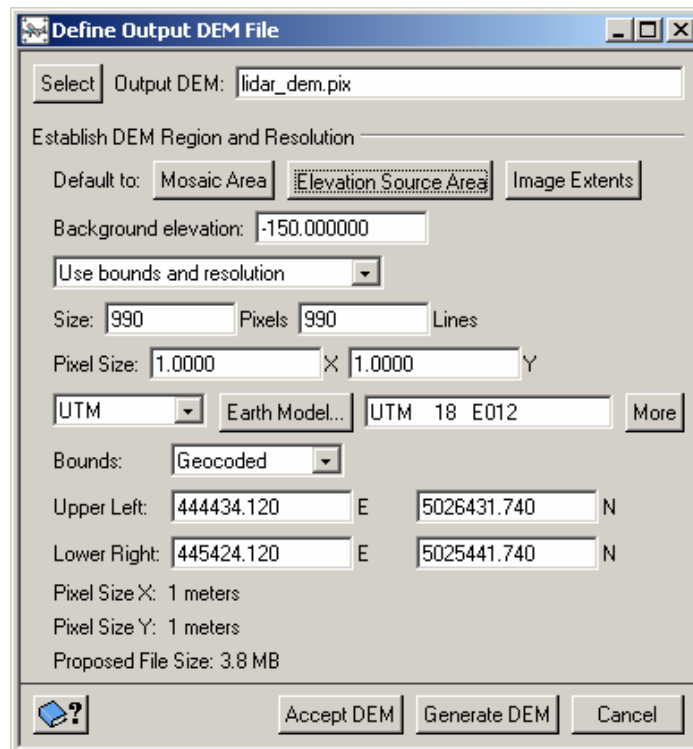 Define Output DEM File
Select Output DEM: lidar_dem.pix
Establish DEM Region and Resolution
Default to: Mosaic Area Elevation Source Area Image Extents
Background elevation: -150.000000
Use bounds and resolution
Size: 990 Pixels 990 Lines
Pixel Size: 1.0000 X 1.0000 Y
UTM Earth Model... UTM 18 E012 More
Bounds: Geocoded
Upper Left: 444434.120 E 5026431.740 N
Lower Right: 445424.120 E 5025441.740 N
Pixel Size X: 1 meters
Pixel Size Y: 1 meters
Proposed File Size: 3.8 MB
? Accept DEM Generate DEM Cancel